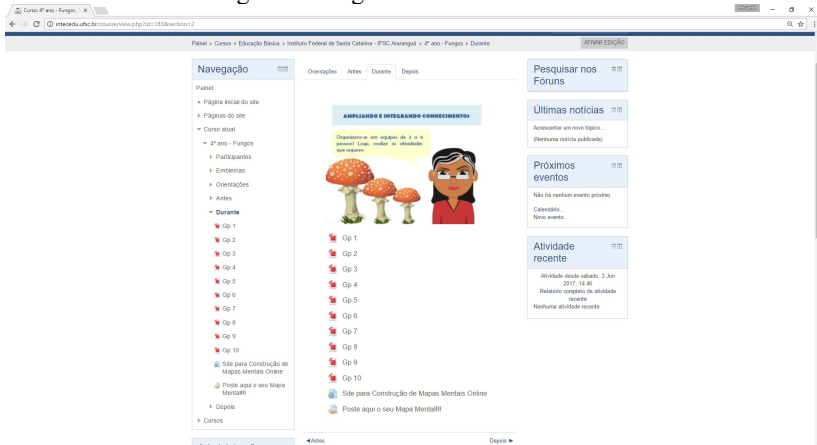 Curso: 4º ano - Fungos
intecedu.ufsc.br/course/view.php?id=183&section=2
Painel » Cursos » Educação Básica » Instituto Federal de Santa Catarina - IFSC Araranguá » 4º ano - Fungos » Durante
ATIVAR EDIÇÃO
Navegação
Painel
Página inicial do site
Páginas do site
Curso atual
4º ano - Fungos
Participantes
Emblemas
Orientações
Antes
Durante
Gp 1
Gp 2
Gp 3
Gp 4
Gp 5
Gp 6
Gp 7
Gp 8
Gp 9
Gp 10
Site para Construção de
Mapas Mentais Online
Poste aqui o seu Mapa
Mental!!!
Depois
Cursos
Orientações Antes Durante Depois
AMPLIANDO E INTEGRANDO CONHECIMENTOS
Organizem-se em equipes de 3 a 4
pessoas! Logo, realize as atividades
que seguem:
Gp 1
Gp 2
Gp 3
Gp 4
Gp 5
Gp 6
Gp 7
Gp 8
Gp 9
Gp 10
Site para Construção de Mapas Mentais Online
Poste aqui o seu Mapa Mental!!!
◄Antes
Depois ►
Pesquisar nos
Fóruns
Últimas notícias
Acrescentar um novo tópico...
(Nenhuma notícia publicada)
Próximos
eventos
Não há nenhum evento próximo
Calendário...
Novo evento...
Atividade
recente
Atividade desde sábado, 3 Jun
2017, 14:46
Relatório completo da atividade
recente
Nenhuma atividade recente